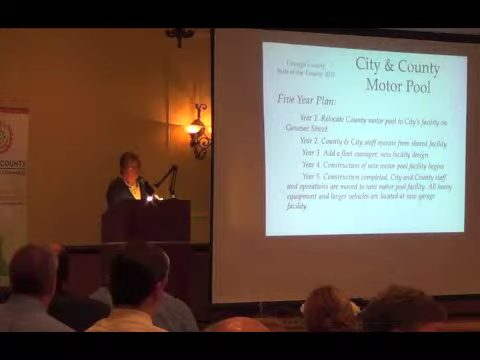 Cayuga County
State of the County 2013
City & County
Motor Pool
Five Year Plan:
Year 1. Relocate County motor pool to City's facility on
Genesee Street
Year 2. County & City staff operate from shared facility.
Year 3. Add a fleet manager, new facility design.
Year 4. Construction of new motor pool facility begins
Year 5. Construction completed, City and County staff
and operations are moved to new motor pool facility. All heavy
equipment and larger vehicles are located at new garage
facility.
COUNTY